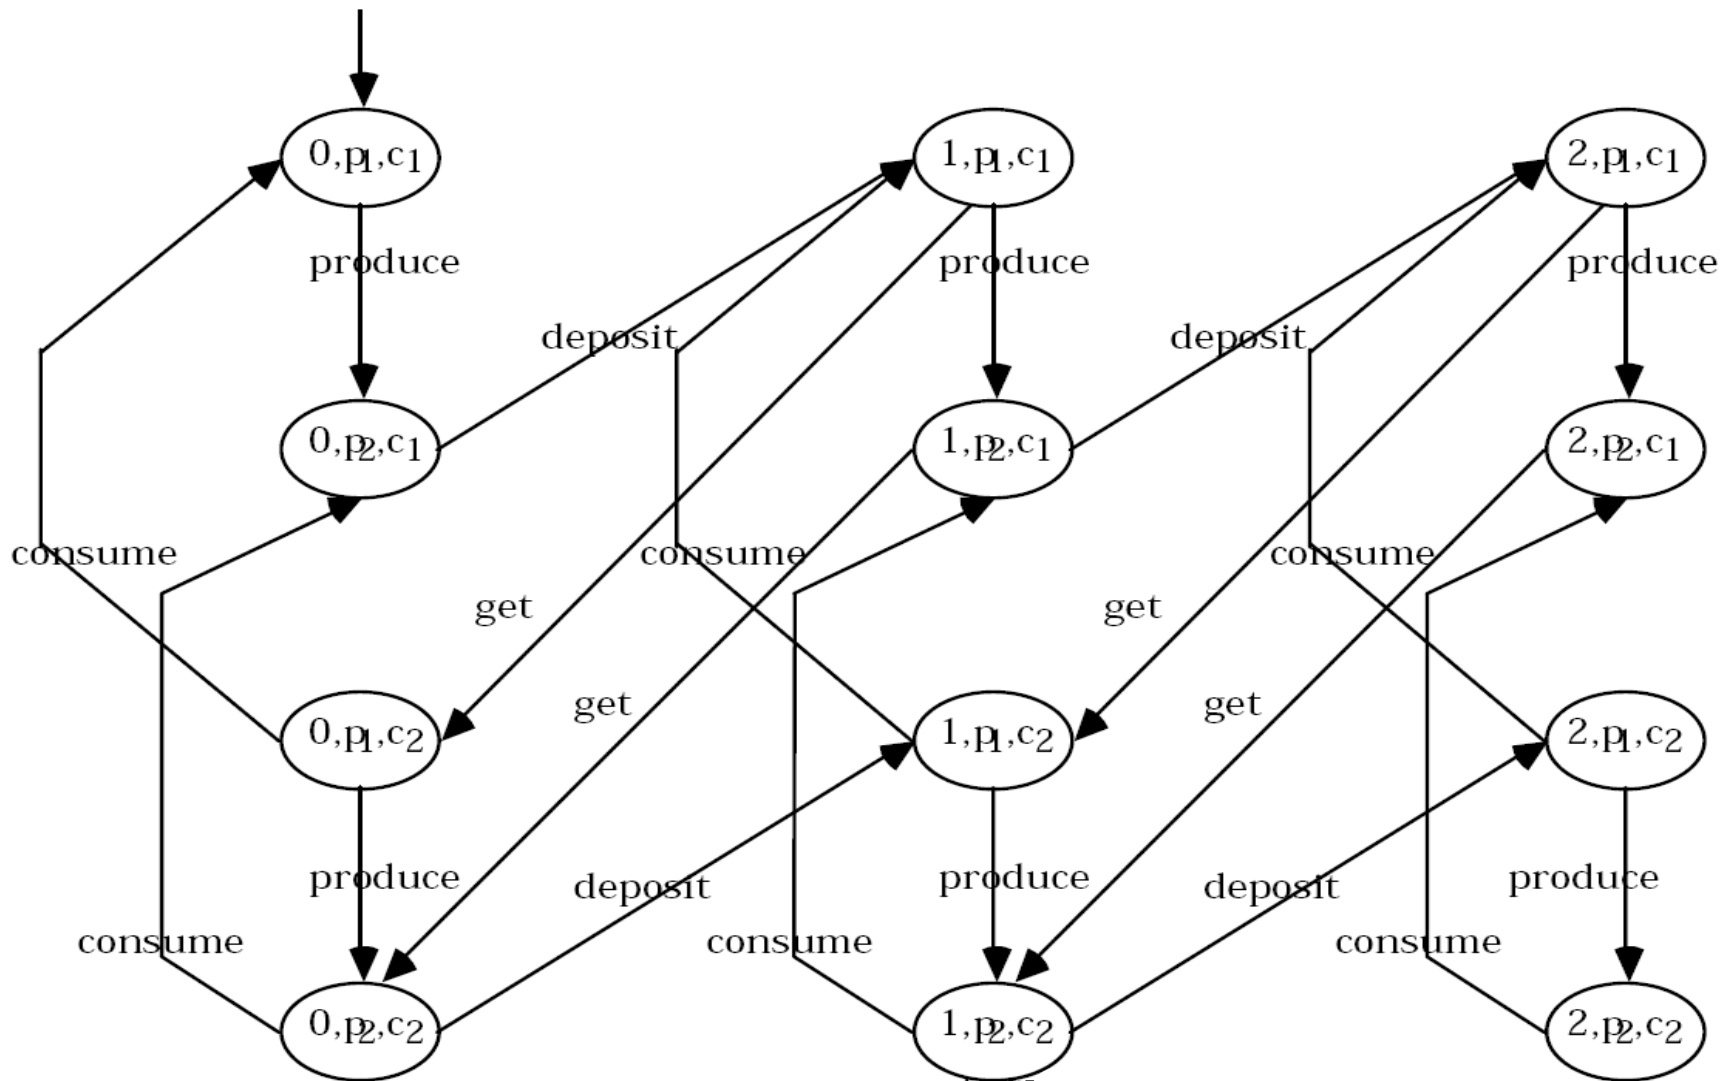 0,p1,c1
1,p1,c1
2,p1,c1
produce
produce
produce
deposit
deposit
0,p2,c1
1,p2,c1
2,p2,c1
consume
consume
consume
get
get
get
get
0,p1,c2
1,p1,c2
2,p1,c2
produce
produce
produce
deposit
deposit
consume
consume
consume
0,p2,c2
1,p2,c2
2,p2,c2